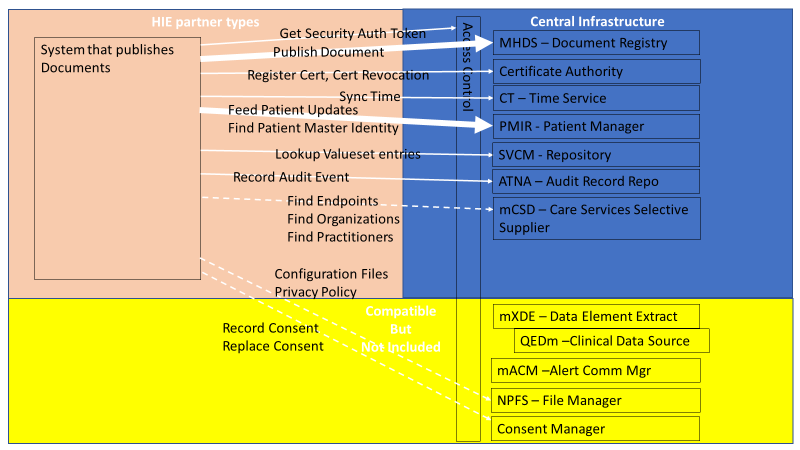 HIE partner types
Central Infrastructure
System that publishes
Documents
Get Security Auth Token
Publish Document
Register Cert, Cert Revocation
Sync Time
Feed Patient Updates
Find Patient Master Identity
Lookup Valueset entries
Record Audit Event
Find Endpoints
Find Organizations
Find Practitioners
Configuration Files
Privacy Policy
Record Consent
Replace Consent
Access Control
MHDS – Document Registry
Certificate Authority
CT – Time Service
PMIR - Patient Manager
SVCM - Repository
ATNA – Audit Record Repo
mCSD – Care Services Selective
Supplier
Compatible
But
Not Included
mXDE – Data Element Extract
QEDm –Clinical Data Source
mACM –Alert Comm Mgr
NPFS – File Manager
Consent Manager